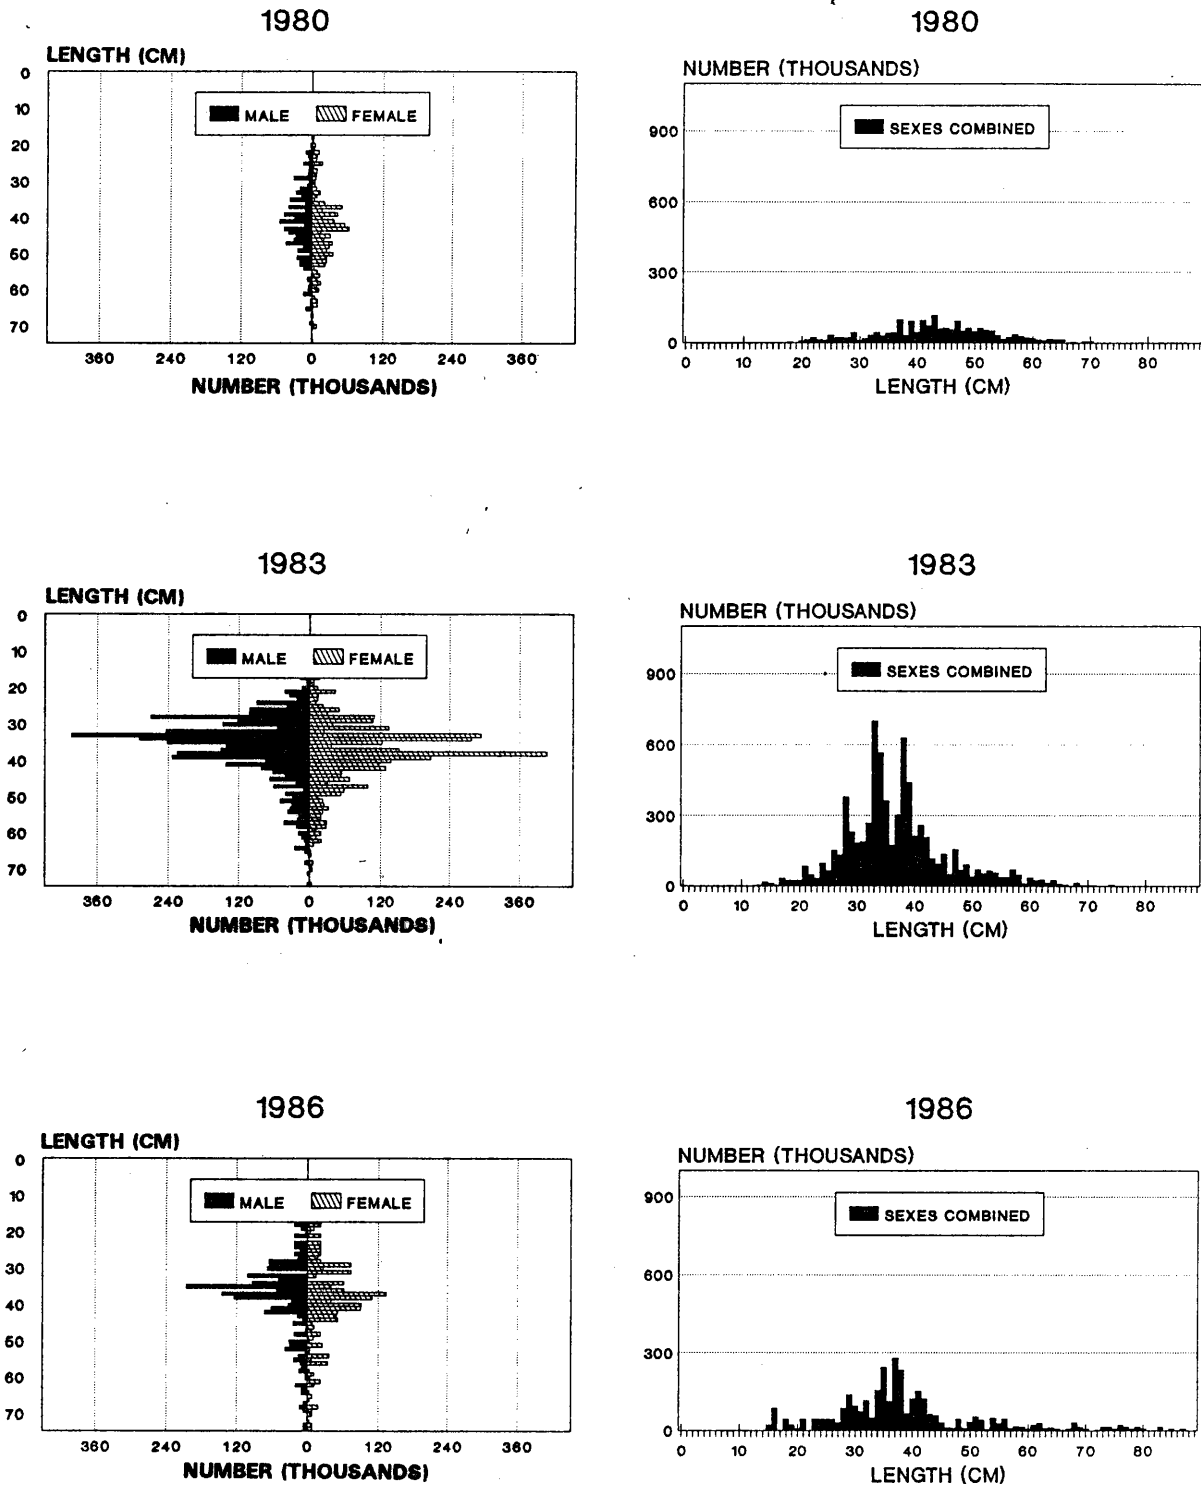 1980
LENGTH (CM)
0
10
20
30
40
50
60
70
MALE FEMALE
360 240 120 0 120 240 360
NUMBER (THOUSANDS)
1980
NUMBER (THOUSANDS)
900
600
300
0
SEXES COMBINED
0 10 20 30 40 50 60 70 80
LENGTH (CM)
1983
LENGTH (CM)
0
10
20
30
40
50
60
70
MALE FEMALE
360 240 120 0 120 240 360
NUMBER (THOUSANDS)
1983
NUMBER (THOUSANDS)
900
600
300
0
SEXES COMBINED
0 10 20 30 40 50 60 70 80
LENGTH (CM)
1986
LENGTH (CM)
0
10
20
30
40
50
60
70
MALE FEMALE
360 240 120 0 120 240 360
NUMBER (THOUSANDS)
1986
NUMBER (THOUSANDS)
900
600
300
0
SEXES COMBINED
0 10 20 30 40 50 60 70 80
LENGTH (CM)